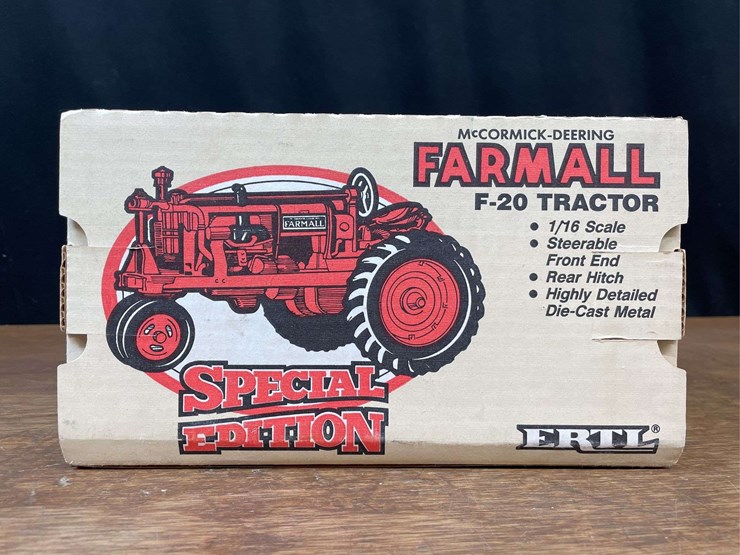 McCORMICK-DEERING
FARMALL
F-20 TRACTOR
• 1/16 Scale
• Steerable
Front End
• Rear Hitch
• Highly Detailed
Die-Cast Metal
FARMALL
SPECIAL
EDITION
ERTL®